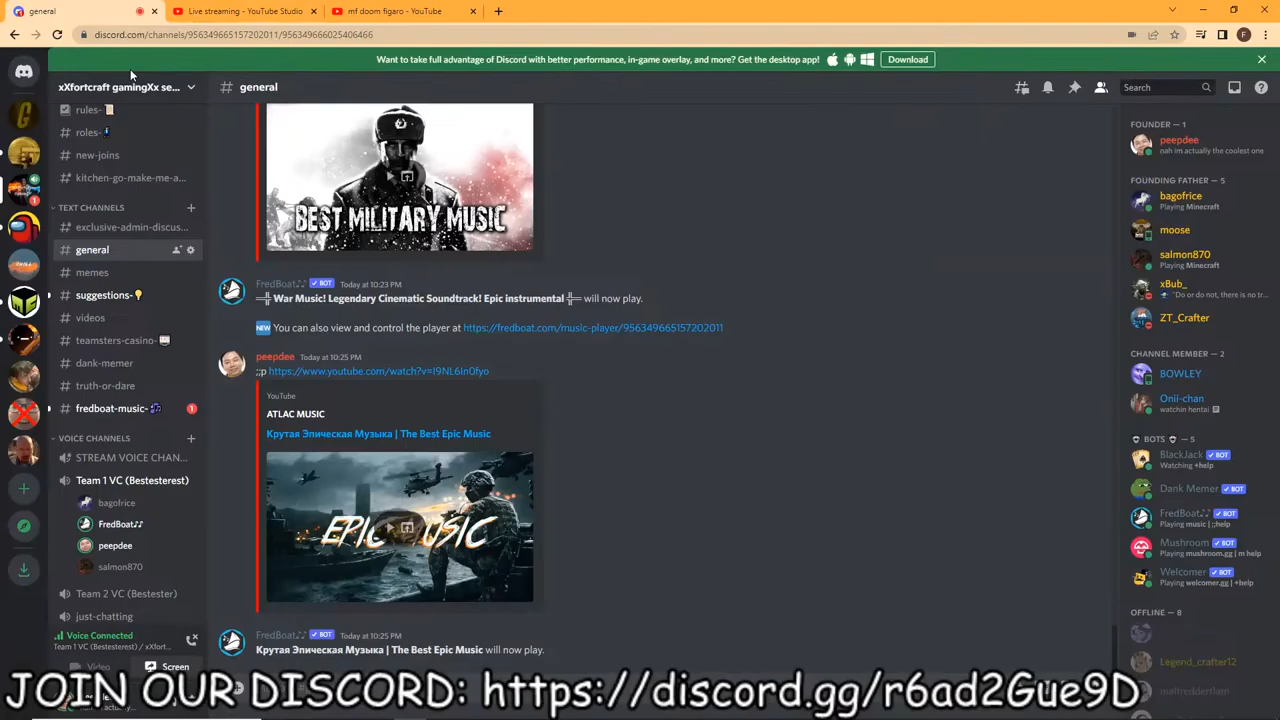 general
Live streaming - YouTube Studio
mf doom figaro - YouTube
discord.com/channels/956349665157202011/956349666025406466
F
Want to take full advantage of Discord with better performance, in-game overlay, and more? Get the desktop app!
Download
xXfortcraft gamingXx se...
rules-📜
roles-
new-joins
kitchen-go-make-me-a...
TEXT CHANNELS
exclusive-admin-discus...
general
memes
suggestions-💡
videos
teamsters-casino-🎰
dank-memer
truth-or-dare
fredboat-music-🎶
1
VOICE CHANNELS
STREAM VOICE CHAN...
Team 1 VC (Bestesterest)
bagofrice
FredBoat♪♪
peepdee
salmon870
Team 2 VC (Bestester)
just-chatting
Voice Connected
Team 1 VC (Bestesterest) / xXfort...
Video
Screen
general
Search
BEST MILITARY MUSIC
FredBoat♪♪ ✓ BOT Today at 10:23 PM
═╬ War Music! Legendary Cinematic Soundtrack! Epic instrumental ╬═ will now play.
NEW You can also view and control the player at https://fredboat.com/music-player/956349665157202011
peepdee Today at 10:25 PM
;;p https://www.youtube.com/watch?v=I9NL6In0fyo
YouTube
ATLAC MUSIC
Крутая Эпическая Музыка | The Best Epic Music
EPIC MUSIC
FredBoat♪♪ ✓ BOT Today at 10:25 PM
Крутая Эпическая Музыка | The Best Epic Music will now play.
FOUNDER — 1
peepdee
nah im actually the coolest one
FOUNDING FATHER — 5
bagofrice
Playing Minecraft
moose
salmon870
Playing Minecraft
xBub_
"Do or do not, there is no tr...
ZT_Crafter
CHANNEL MEMBER — 2
BOWLEY
Onii-chan
watchin hentai
BOTS — 5
BlackJack ✓ BOT
Watching +help
Dank Memer ✓ BOT
FredBoat♪♪ ✓ BOT
Playing music | ;;help
Mushroom ✓ BOT
Playing mushroom.gg | m help
Welcomer ✓ BOT
Playing welcomer.gg | +help
OFFLINE — 8
Legend_crafter12
JOIN OUR DISCORD: https://discord.gg/r6ad2Gue9D